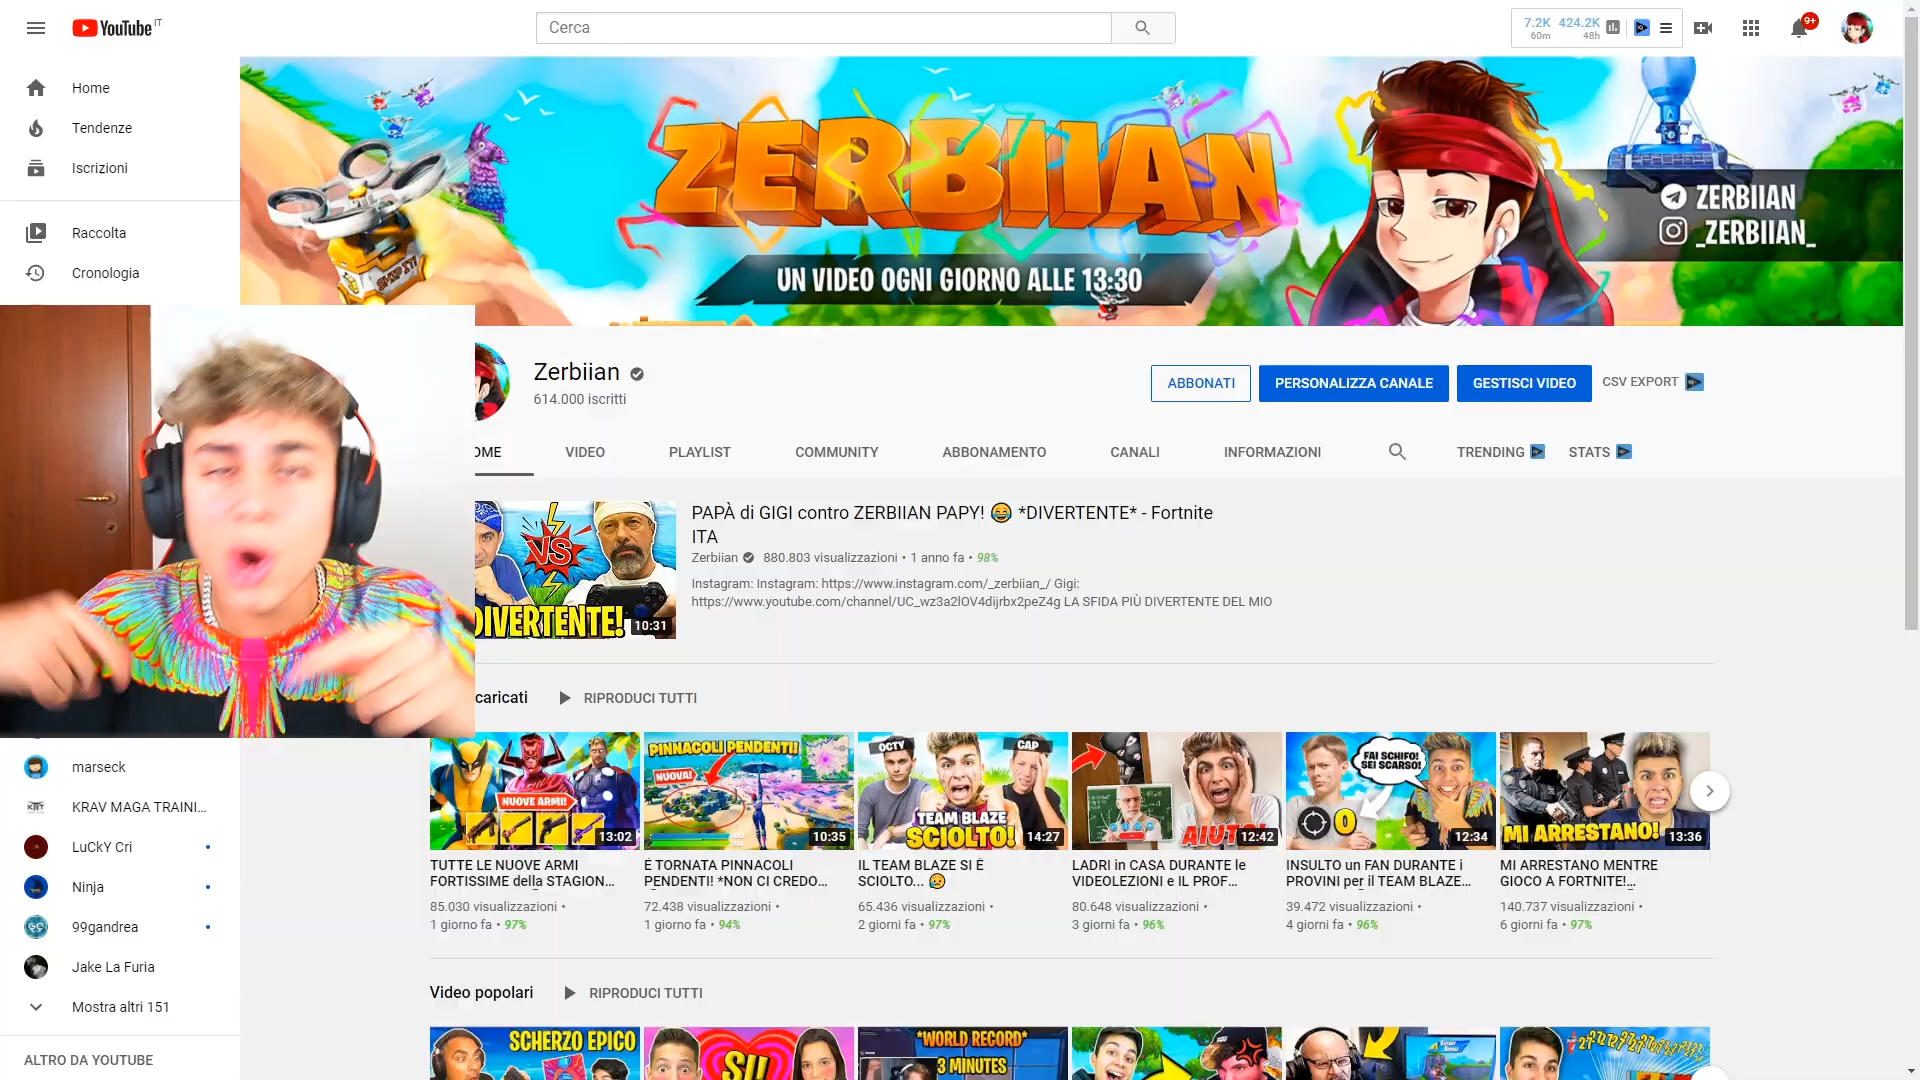 YouTube IT
Cerca
7.2K 424.2K
60m 48h
9+
Home
Tendenze
Iscrizioni
Raccolta
Cronologia
SHIP IT!
ZERBIIAN
UN VIDEO OGNI GIORNO ALLE 13:30
ZERBIIAN
_ZERBIIAN_
Zerbiian
614.000 iscritti
ABBONATI
PERSONALIZZA CANALE
GESTISCI VIDEO
CSV EXPORT
OME
VIDEO
PLAYLIST
COMMUNITY
ABBONAMENTO
CANALI
INFORMAZIONI
TRENDING
STATS
VS
DIVERTENTE!
10:31
PAPÀ di GIGI contro ZERBIIAN PAPY! 😂 *DIVERTENTE* - Fortnite
ITA
Zerbiian 880.803 visualizzazioni • 1 anno fa • 98%
Instagram: Instagram: https://www.instagram.com/_zerbiian_/ Gigi:
https://www.youtube.com/channel/UC_wz3a2lOV4dijrbx2peZ4g LA SFIDA PIÙ DIVERTENTE DEL MIO
caricati
RIPRODUCI TUTTI
NUOVE ARMI!
13:02
TUTTE LE NUOVE ARMI
FORTISSIME della STAGION...
85.030 visualizzazioni •
1 giorno fa • 97%
PINNACOLI PENDENTI!
NUOVA!
10:35
È TORNATA PINNACOLI
PENDENTI! *NON CI CREDO...
72.438 visualizzazioni •
1 giorno fa • 94%
OCTY
CAP
TEAM BLAZE
SCIOLTO!
14:27
IL TEAM BLAZE SI È
SCIOLTO... 😥
65.436 visualizzazioni •
2 giorni fa • 97%
AIUTO!
12:42
LADRI in CASA DURANTE le
VIDEOLEZIONI e IL PROF...
80.648 visualizzazioni •
3 giorni fa • 96%
FAI SCHIFO!
SEI SCARSO!
0
12:34
INSULTO un FAN DURANTE i
PROVINI per il TEAM BLAZE...
39.472 visualizzazioni •
4 giorni fa • 96%
MI ARRESTANO!
13:36
MI ARRESTANO MENTRE
GIOCO A FORTNITE!...
140.737 visualizzazioni •
6 giorni fa • 97%
marseck
KRAV MAGA TRAINI...
LuCkY Cri
Ninja
99gandrea
Jake La Furia
Mostra altri 151
ALTRO DA YOUTUBE
Video popolari
RIPRODUCI TUTTI
SCHERZO EPICO
SU
*WORLD RECORD*
3 MINUTES